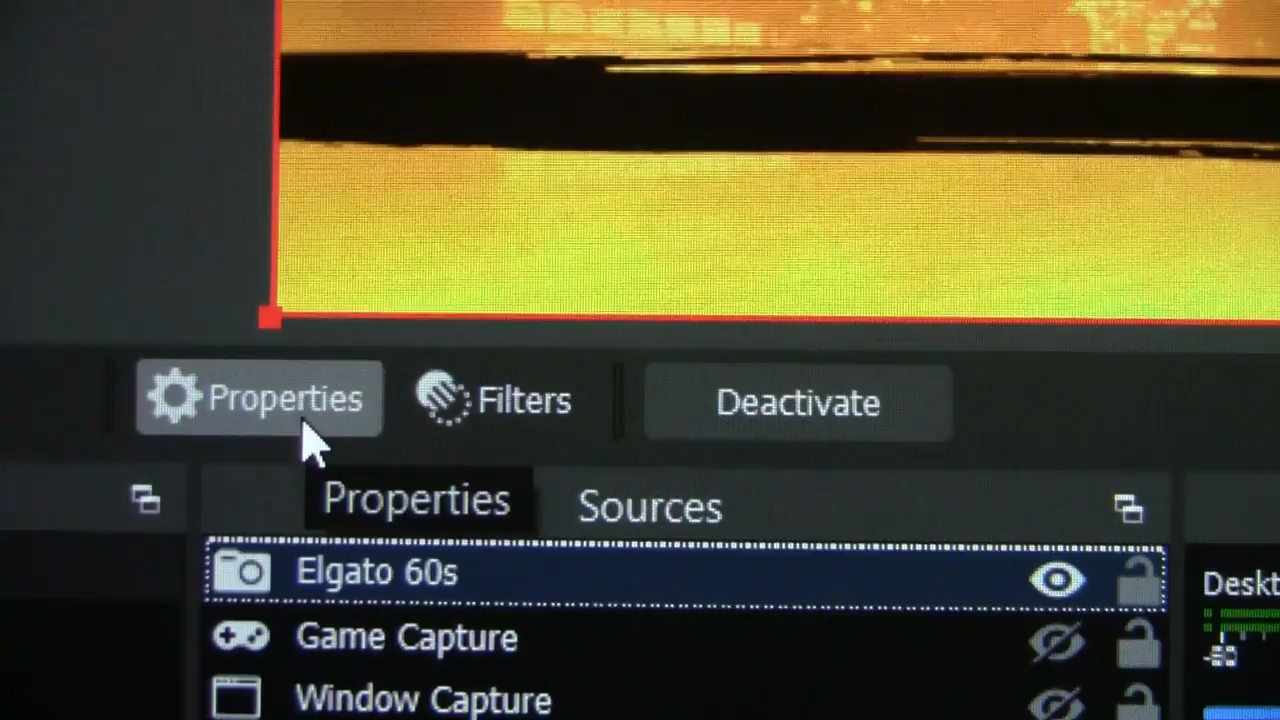 Properties
Filters
Deactivate
Properties
Sources
Elgato 60s
Game Capture
Window Capture